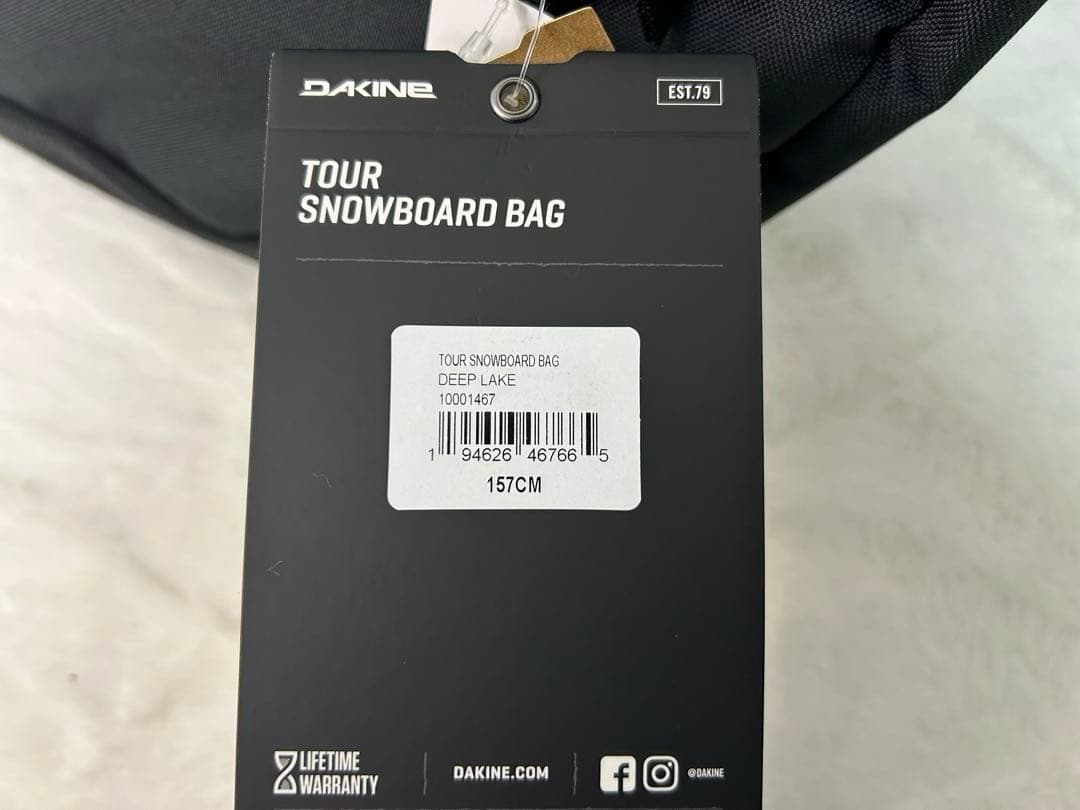 DAKINE
EST.79
TOUR
SNOWBOARD BAG
TOUR SNOWBOARD BAG
DEEP LAKE
10001467
1 94626 46766 5
157CM
LIFETIME
WARRANTY
DAKINE.COM
@DAKINE